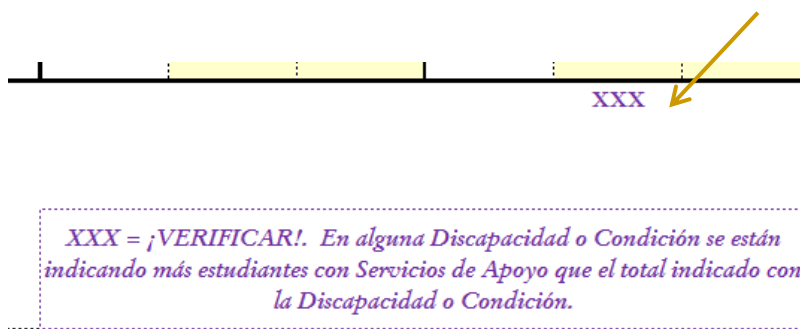 XXX
XXX = ¡VERIFICAR!. En alguna Discapacidad o Condición se están
indicando más estudiantes con Servicios de Apoyo que el total indicado con
la Discapacidad o Condición.